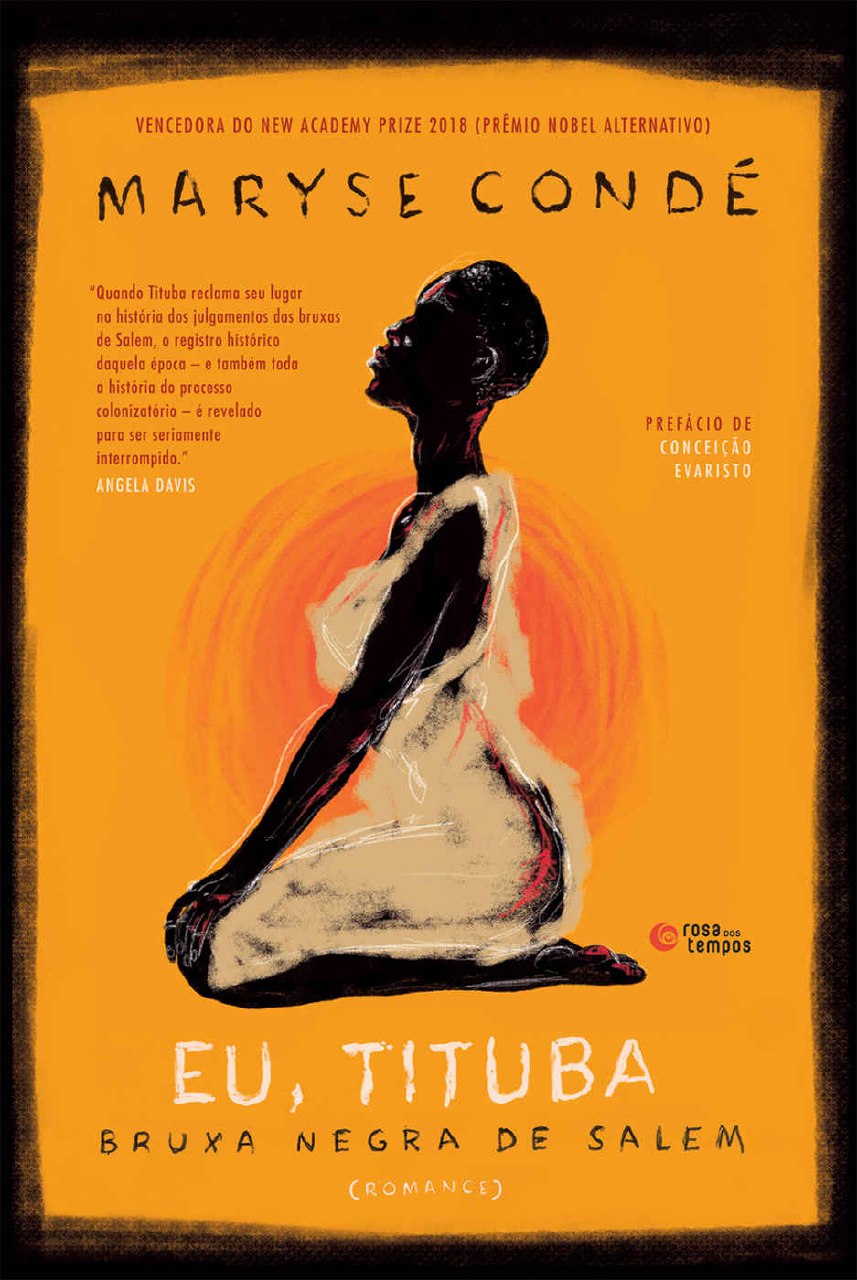 VENCEDORA DO NEW ACADEMY PRIZE 2018 (PRÊMIO NOBEL ALTERNATIVO)
MARYSE CONDÉ
“Quando Tituba reclama seu lugar
na história dos julgamentos das bruxas
de Salem, o registro histórico
daquela época – e também toda
a história do processo
colonizatório – é revelado
para ser seriamente
interrompida.”
ANGELA DAVIS
PREFÁCIO DE
CONCEIÇÃO
EVARISTO
rosa DOS
tempos
EU, TITUBA
BRUXA NEGRA DE SALEM
(ROMANCE)